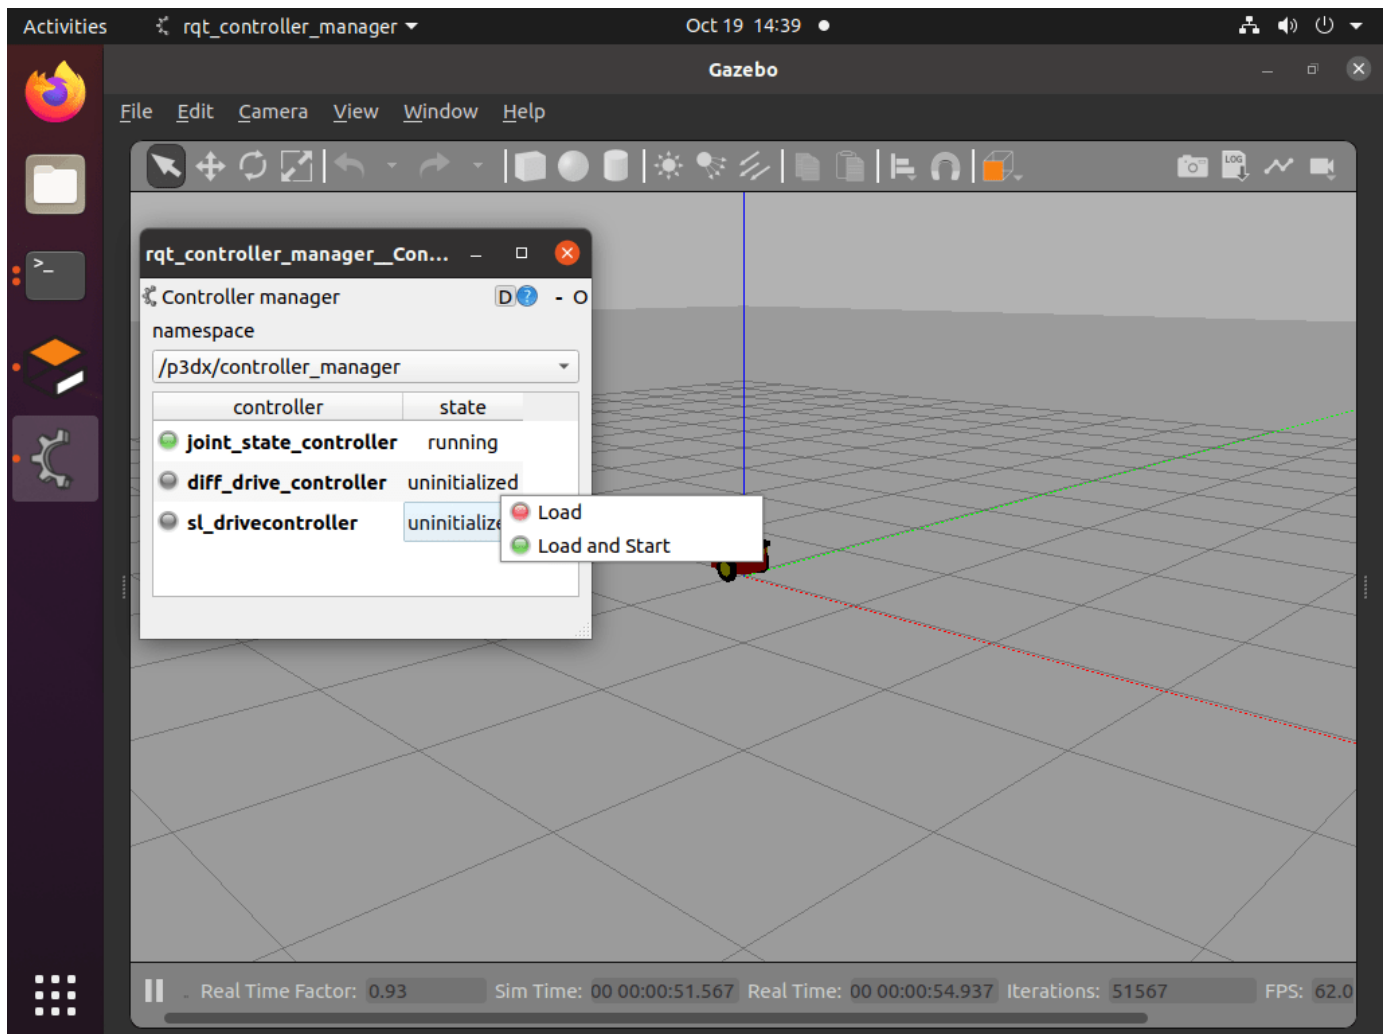 Activities rqt_controller_manager Oct 19 14:39
Gazebo
File Edit Camera View Window Help
LOG
rqt_controller_manager__Con...
Controller manager D ? - O
namespace
/p3dx/controller_manager
controller state
joint_state_controller running
diff_drive_controller uninitialized
sl_drivecontroller uninitialize
Load
Load and Start
>_
Real Time Factor: 0.93 Sim Time: 00 00:00:51.567 Real Time: 00 00:00:54.937 Iterations: 51567 FPS: 62.0